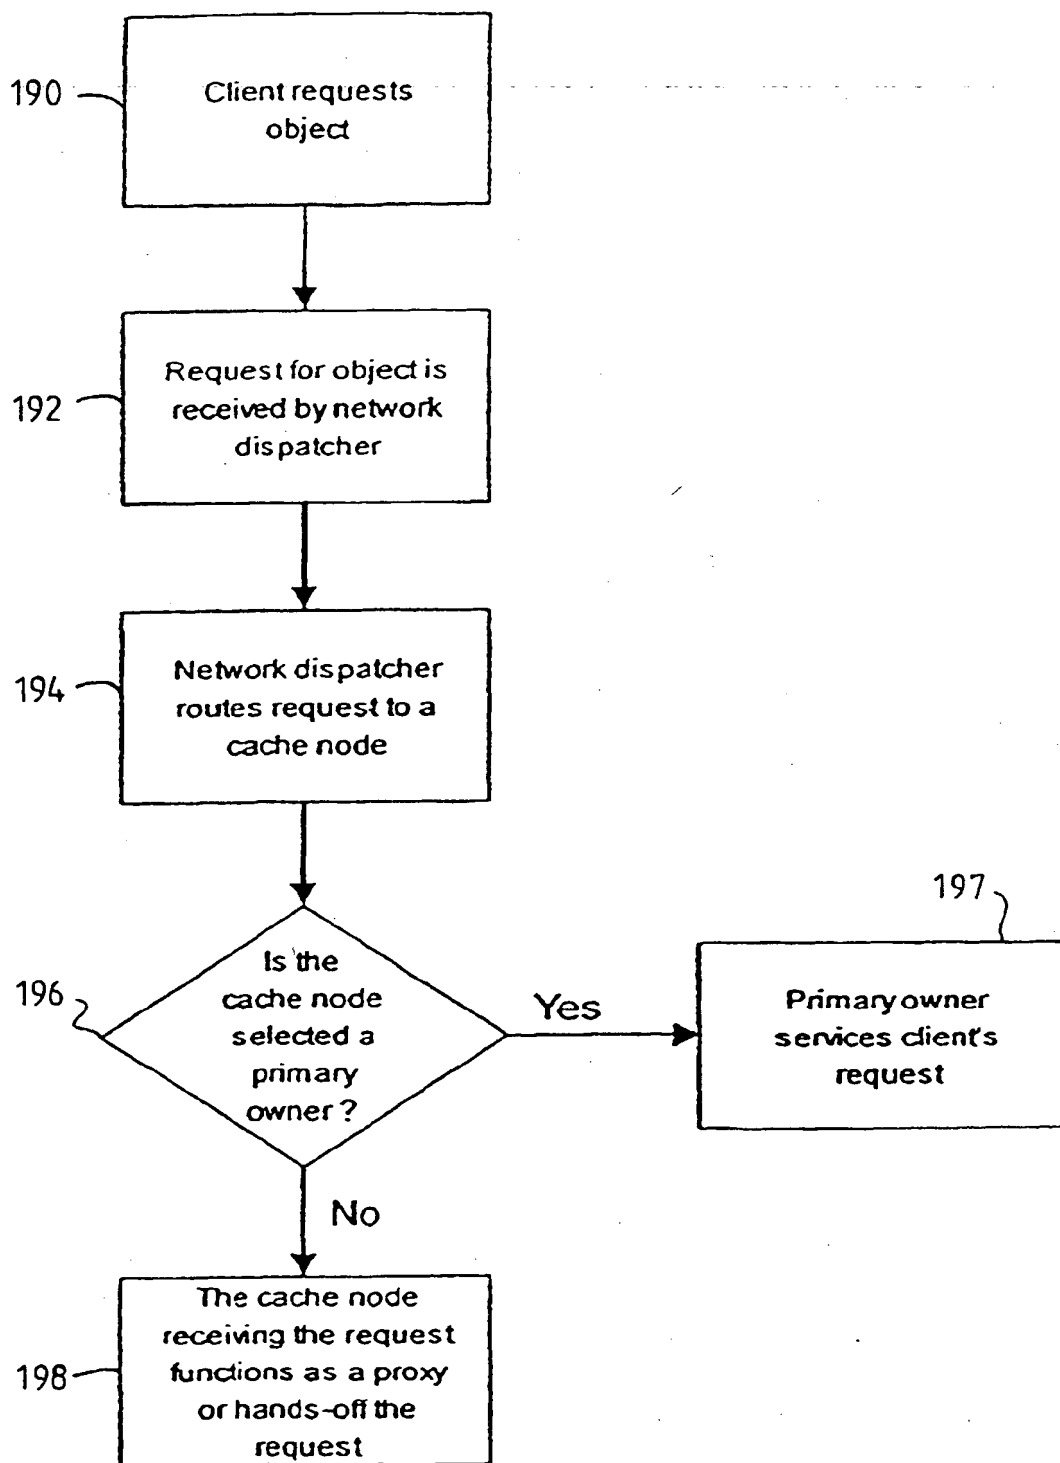 190
Client requests
object
192
Request for object is
received by network
dispatcher
194
Network dispatcher
routes request to a
cache node
196
Is the
cache node
selected a
primary
owner?
Yes
197
Primary owner
services client's
request
No
198
The cache node
receiving the request
functions as a proxy
or hands-off the
request